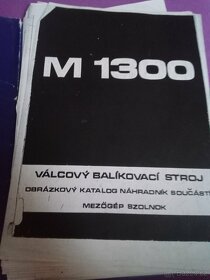 M 1300
VÁLCOVÝ BALÍKOVACÍ STROJ
OBRÁZKOVÝ KATALOG NÁHRADNÍK SOUČÁSTÍ
MEZŐGÉP SZOLNOK